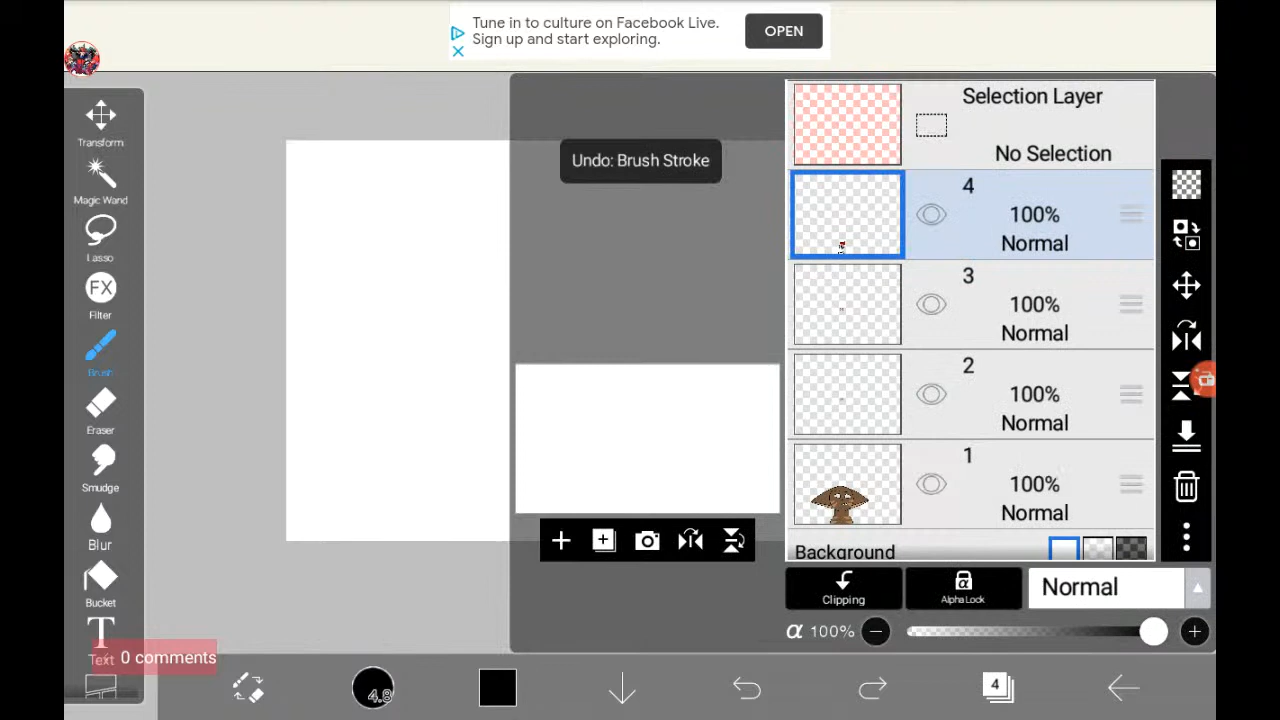 Tune in to culture on Facebook Live.
Sign up and start exploring.
OPEN
Transform
Magic Wand
Lasso
FX
Filter
Brush
Eraser
Smudge
Blur
Bucket
T
Text
0 comments
Undo: Brush Stroke
Selection Layer
No Selection
4
100%
Normal
3
100%
Normal
2
100%
Normal
1
100%
Normal
Background
Clipping
α
Alpha Lock
Normal
α 100%
4.8
4